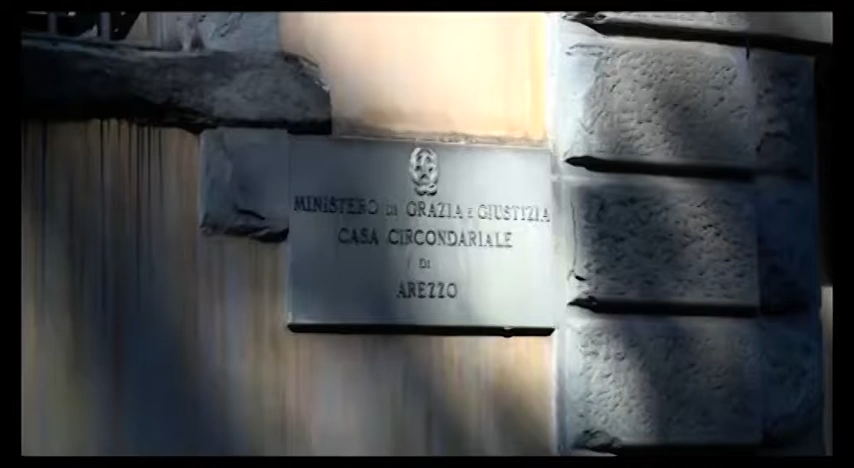 MINISTERO DI GRAZIA E GIUSTIZIA
CASA CIRCONDARIALE
DI
AREZZO